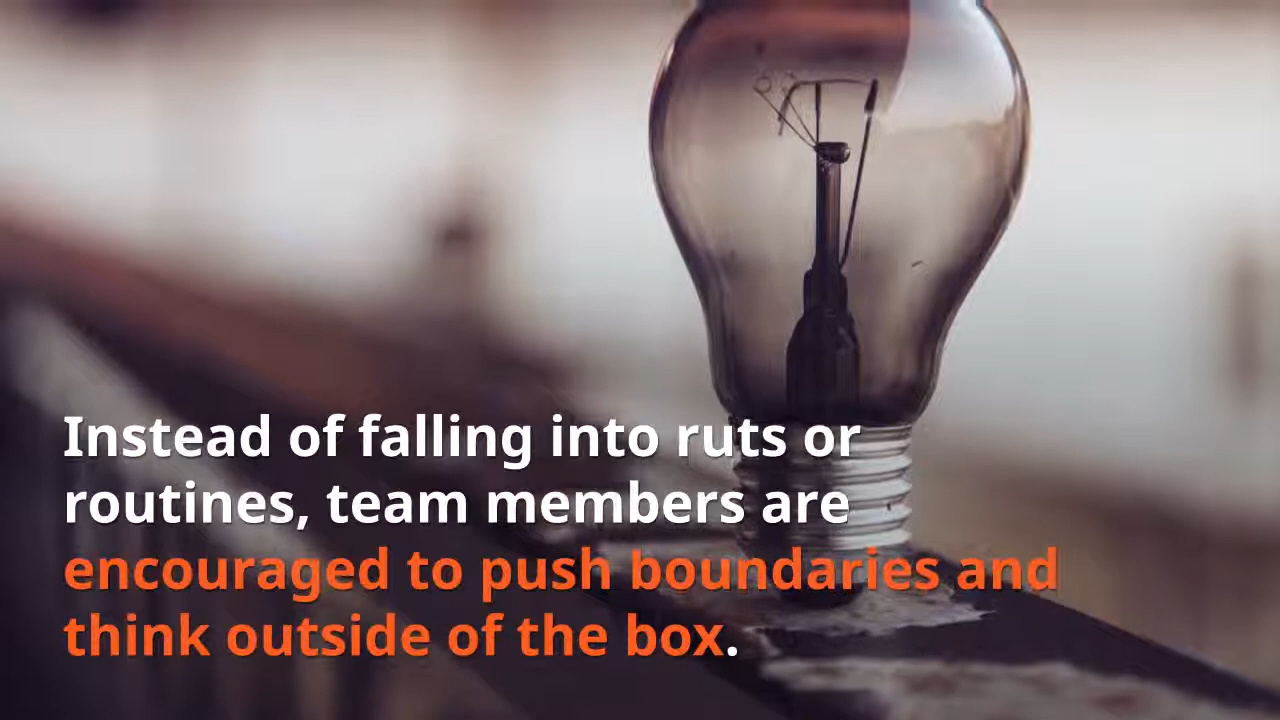 Instead of falling into ruts or
routines, team members are
encouraged to push boundaries and
think outside of the box.